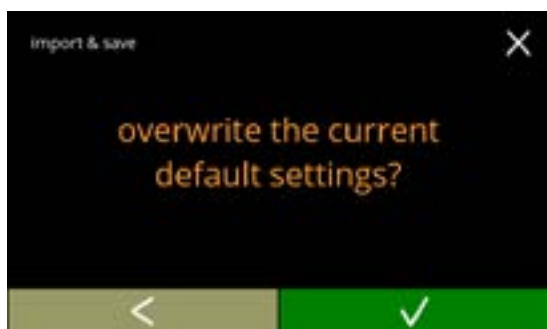 import & save
overwrite the current
default settings?